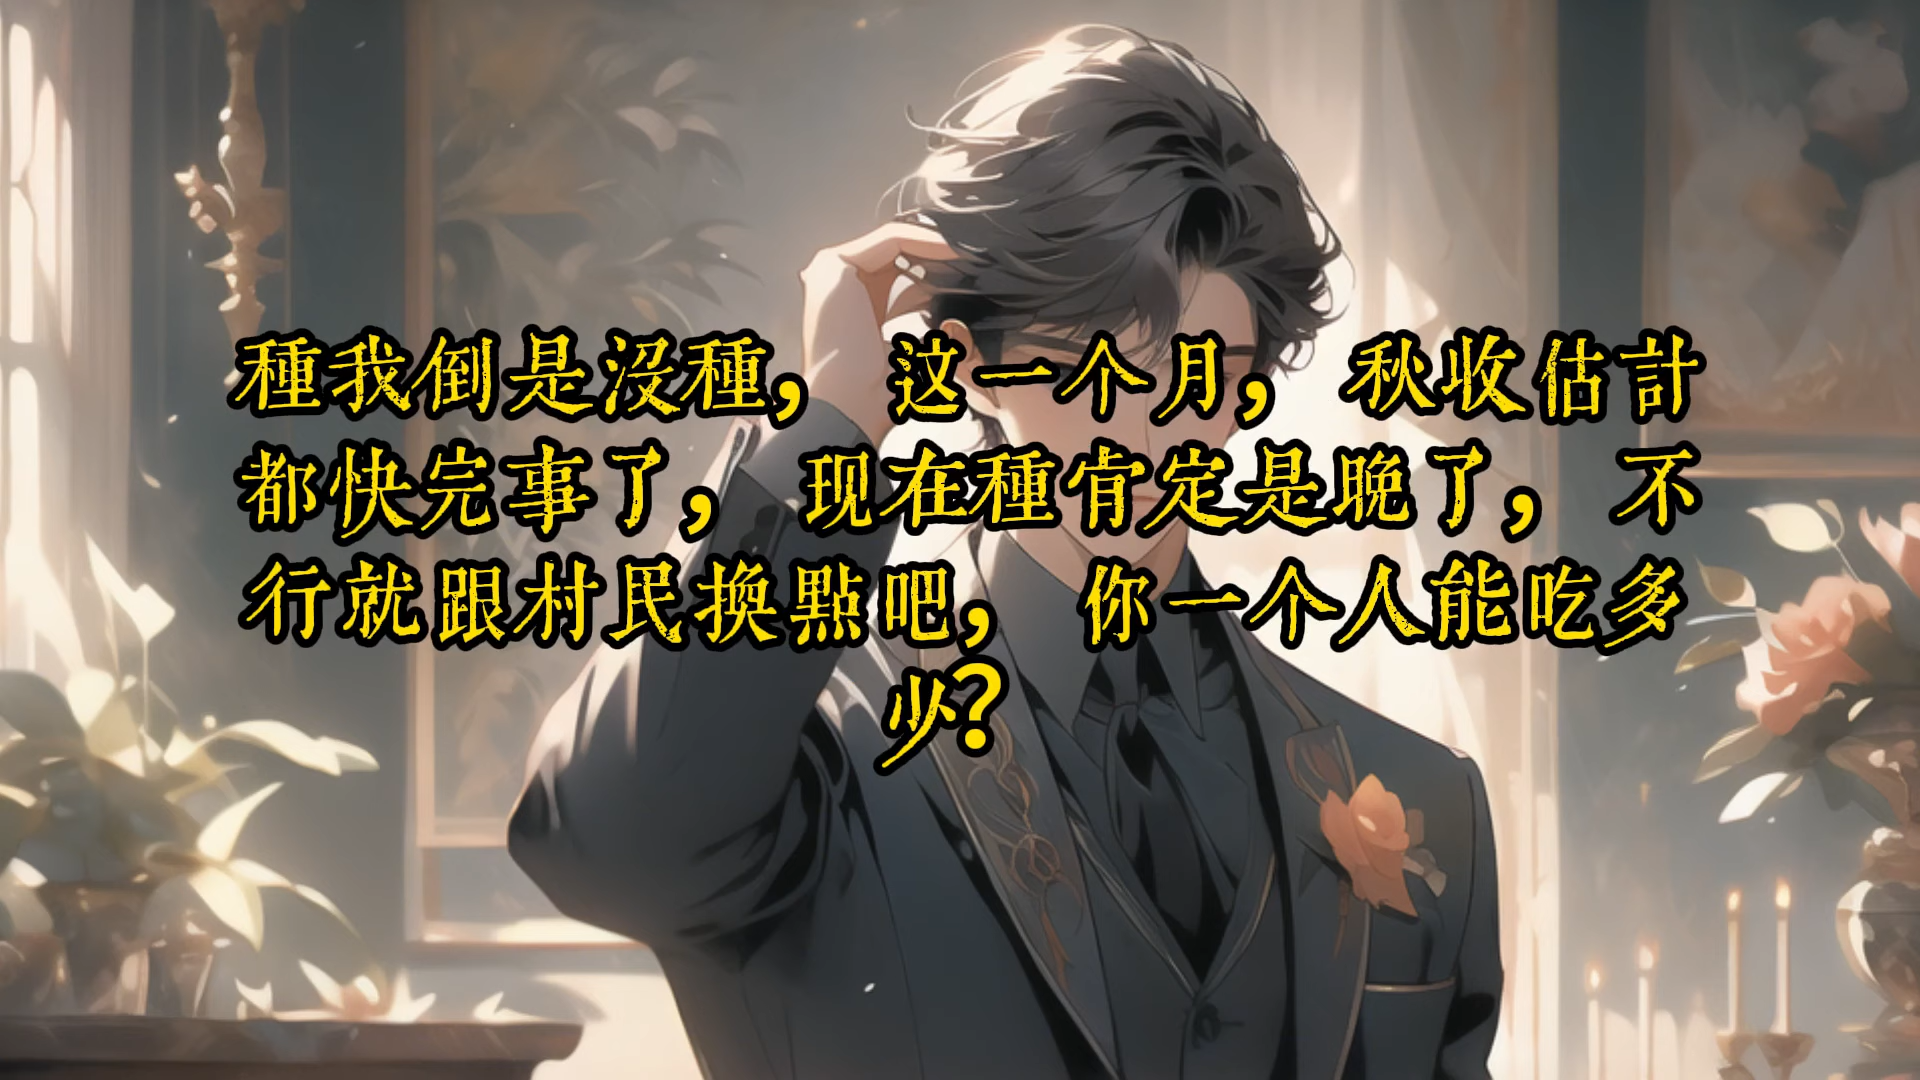 種我倒是沒種，这一个月，秋收估計
都快完事了，现在種肯定是晚了，不
行就跟村民换點吧，你一个人能吃多
少？